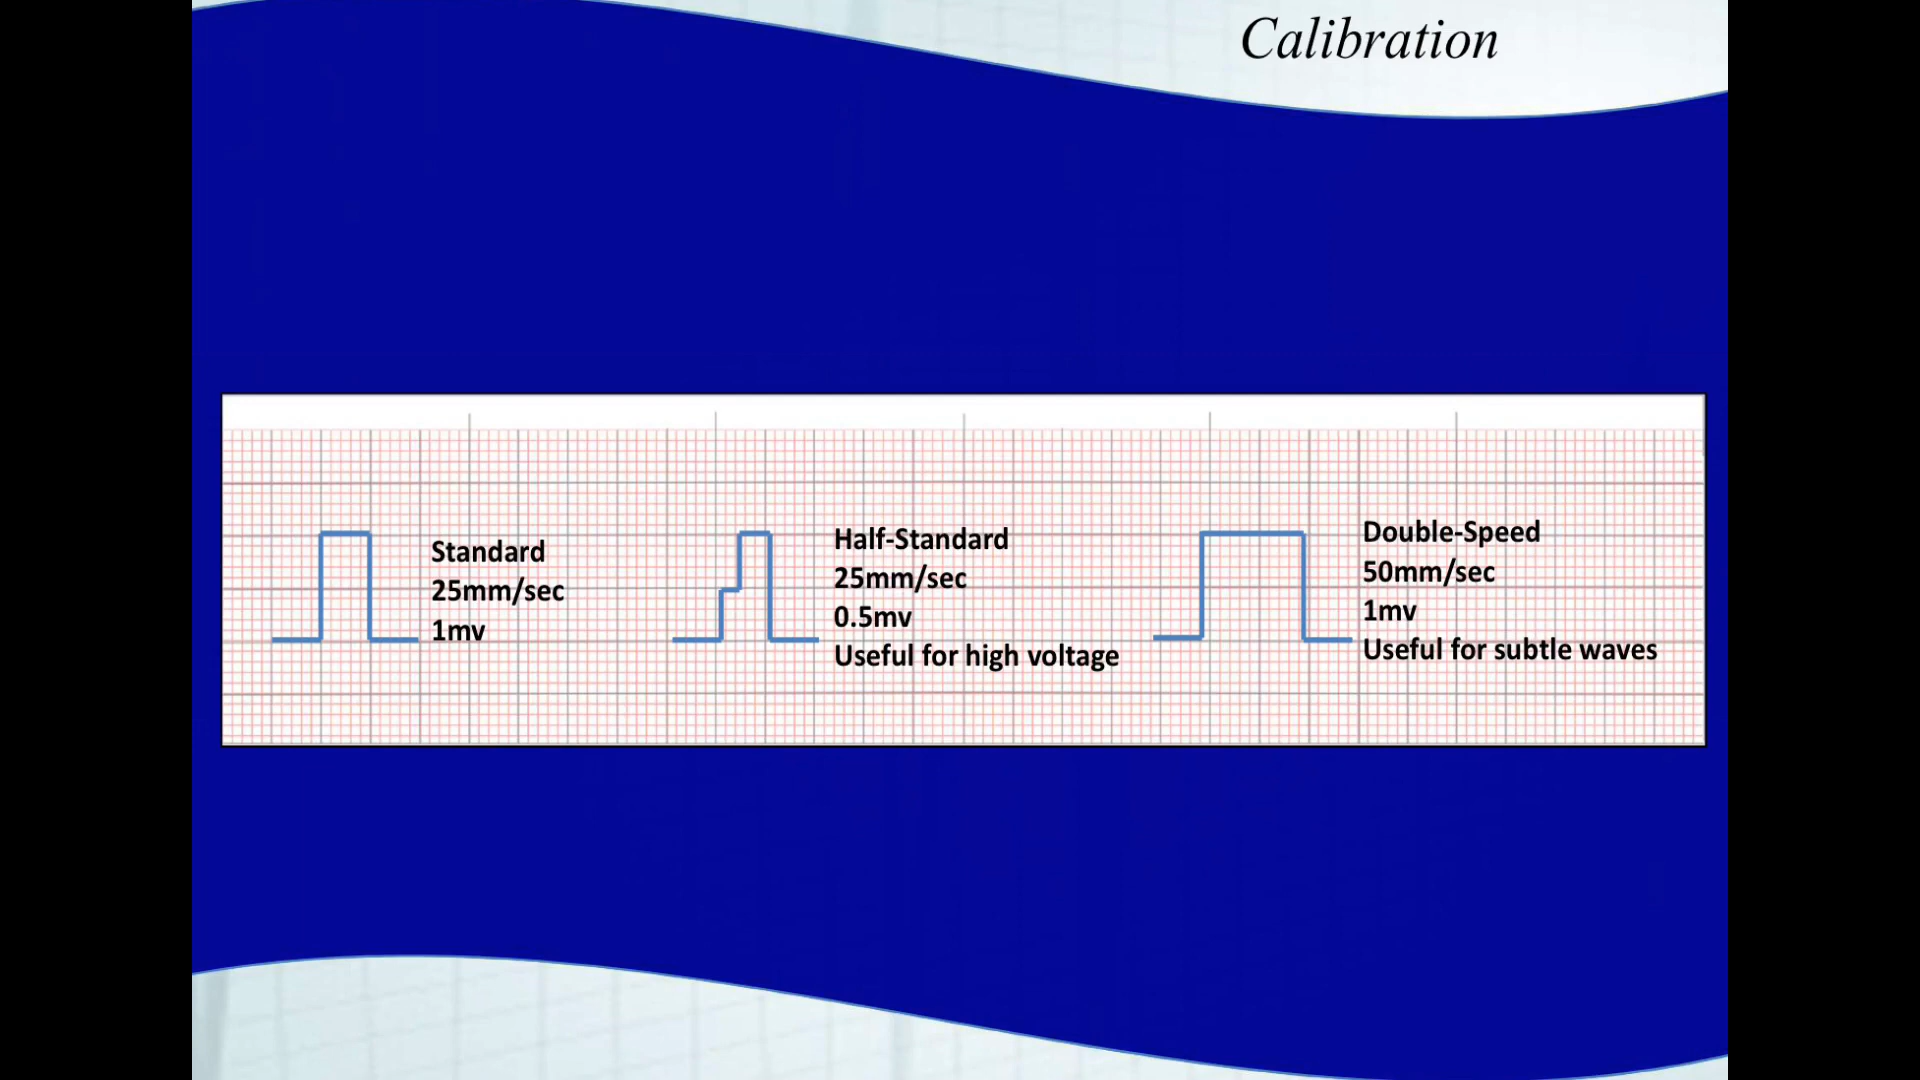 Calibration
Standard
25mm/sec
1mv
Half-Standard
25mm/sec
0.5mv
Useful for high voltage
Double-Speed
50mm/sec
1mv
Useful for subtle waves